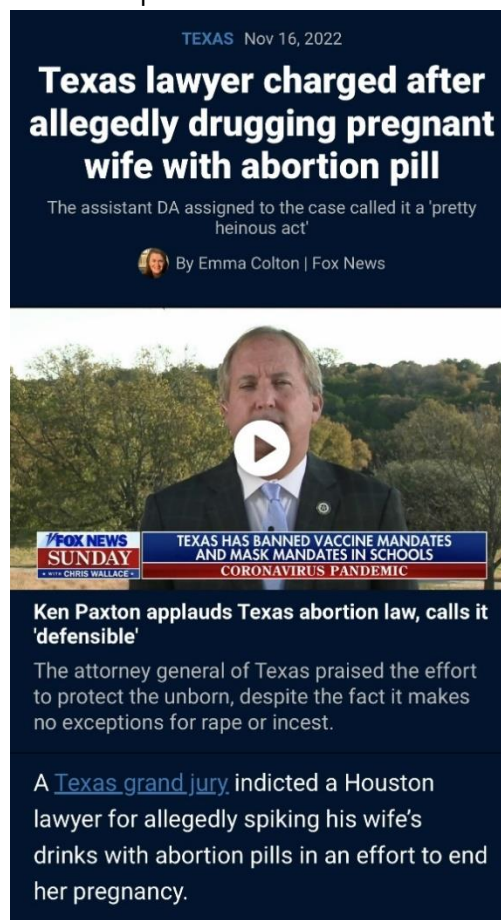 TEXAS Nov 16, 2022
Texas lawyer charged after
allegedly drugging pregnant
wife with abortion pill
The assistant DA assigned to the case called it a 'pretty
heinous act'
By Emma Colton | Fox News
FOX NEWS
SUNDAY
WITH CHRIS WALLACE
TEXAS HAS BANNED VACCINE MANDATES
AND MASK MANDATES IN SCHOOLS
CORONAVIRUS PANDEMIC
Ken Paxton applauds Texas abortion law, calls it
'defensible'
The attorney general of Texas praised the effort
to protect the unborn, despite the fact it makes
no exceptions for rape or incest.
A Texas grand jury indicted a Houston
lawyer for allegedly spiking his wife’s
drinks with abortion pills in an effort to end
her pregnancy.